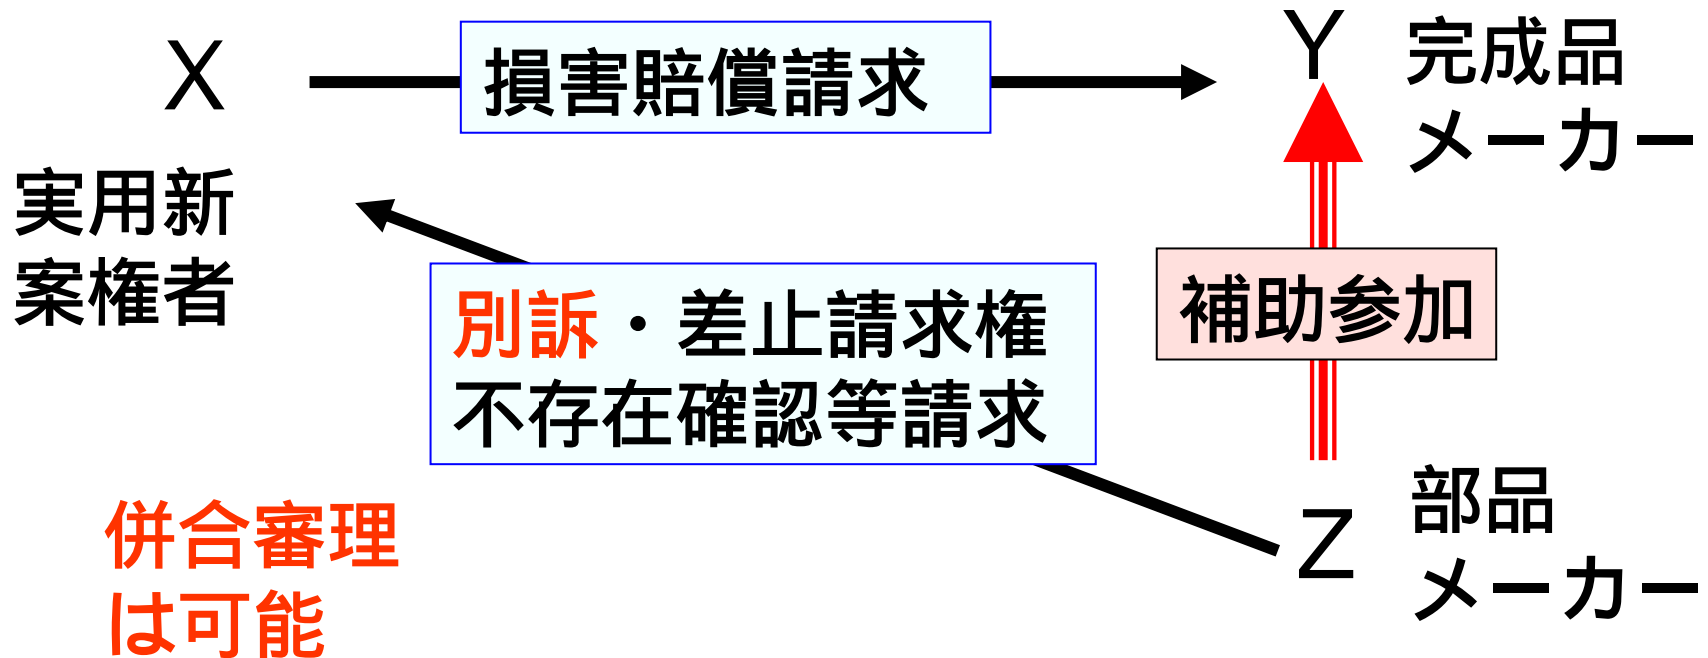 X
損害賠償請求
Y
完成品
メーカー
実用新
案権者
別訴・差止請求権
不存在確認等請求
補助参加
併合審理
は可能
Z
部品
メーカー